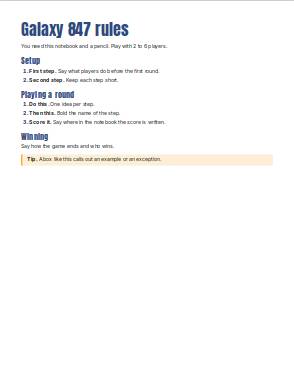 Galaxy 847 rules
You need this notebook and a pencil. Play with 2 to 6 players.
Setup
1. First step. Say what players do before the first round.
2. Second step. Keep each step short.
Playing a round
1. Do this. One idea per step.
2. Then this. Bold the name of the step.
3. Score it. Say where in the notebook the score is written.
Winning
Say how the game ends and who wins.
Tip. A box like this calls out an example or an exception.